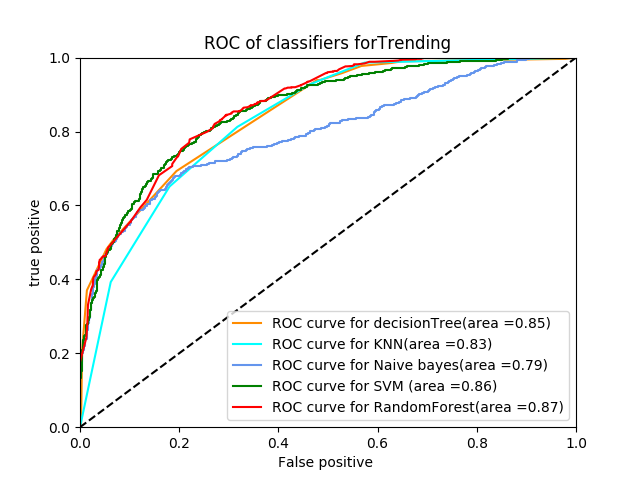 ROC of classifiers forTrending
true positive
1.0
0.8
0.6
0.4
0.2
0.0
ROC curve for decisionTree(area =0.85)
ROC curve for KNN(area =0.83)
ROC curve for Naive bayes(area =0.79)
ROC curve for SVM (area =0.86)
ROC curve for RandomForest(area =0.87)
0.0 0.2 0.4 0.6 0.8 1.0
False positive